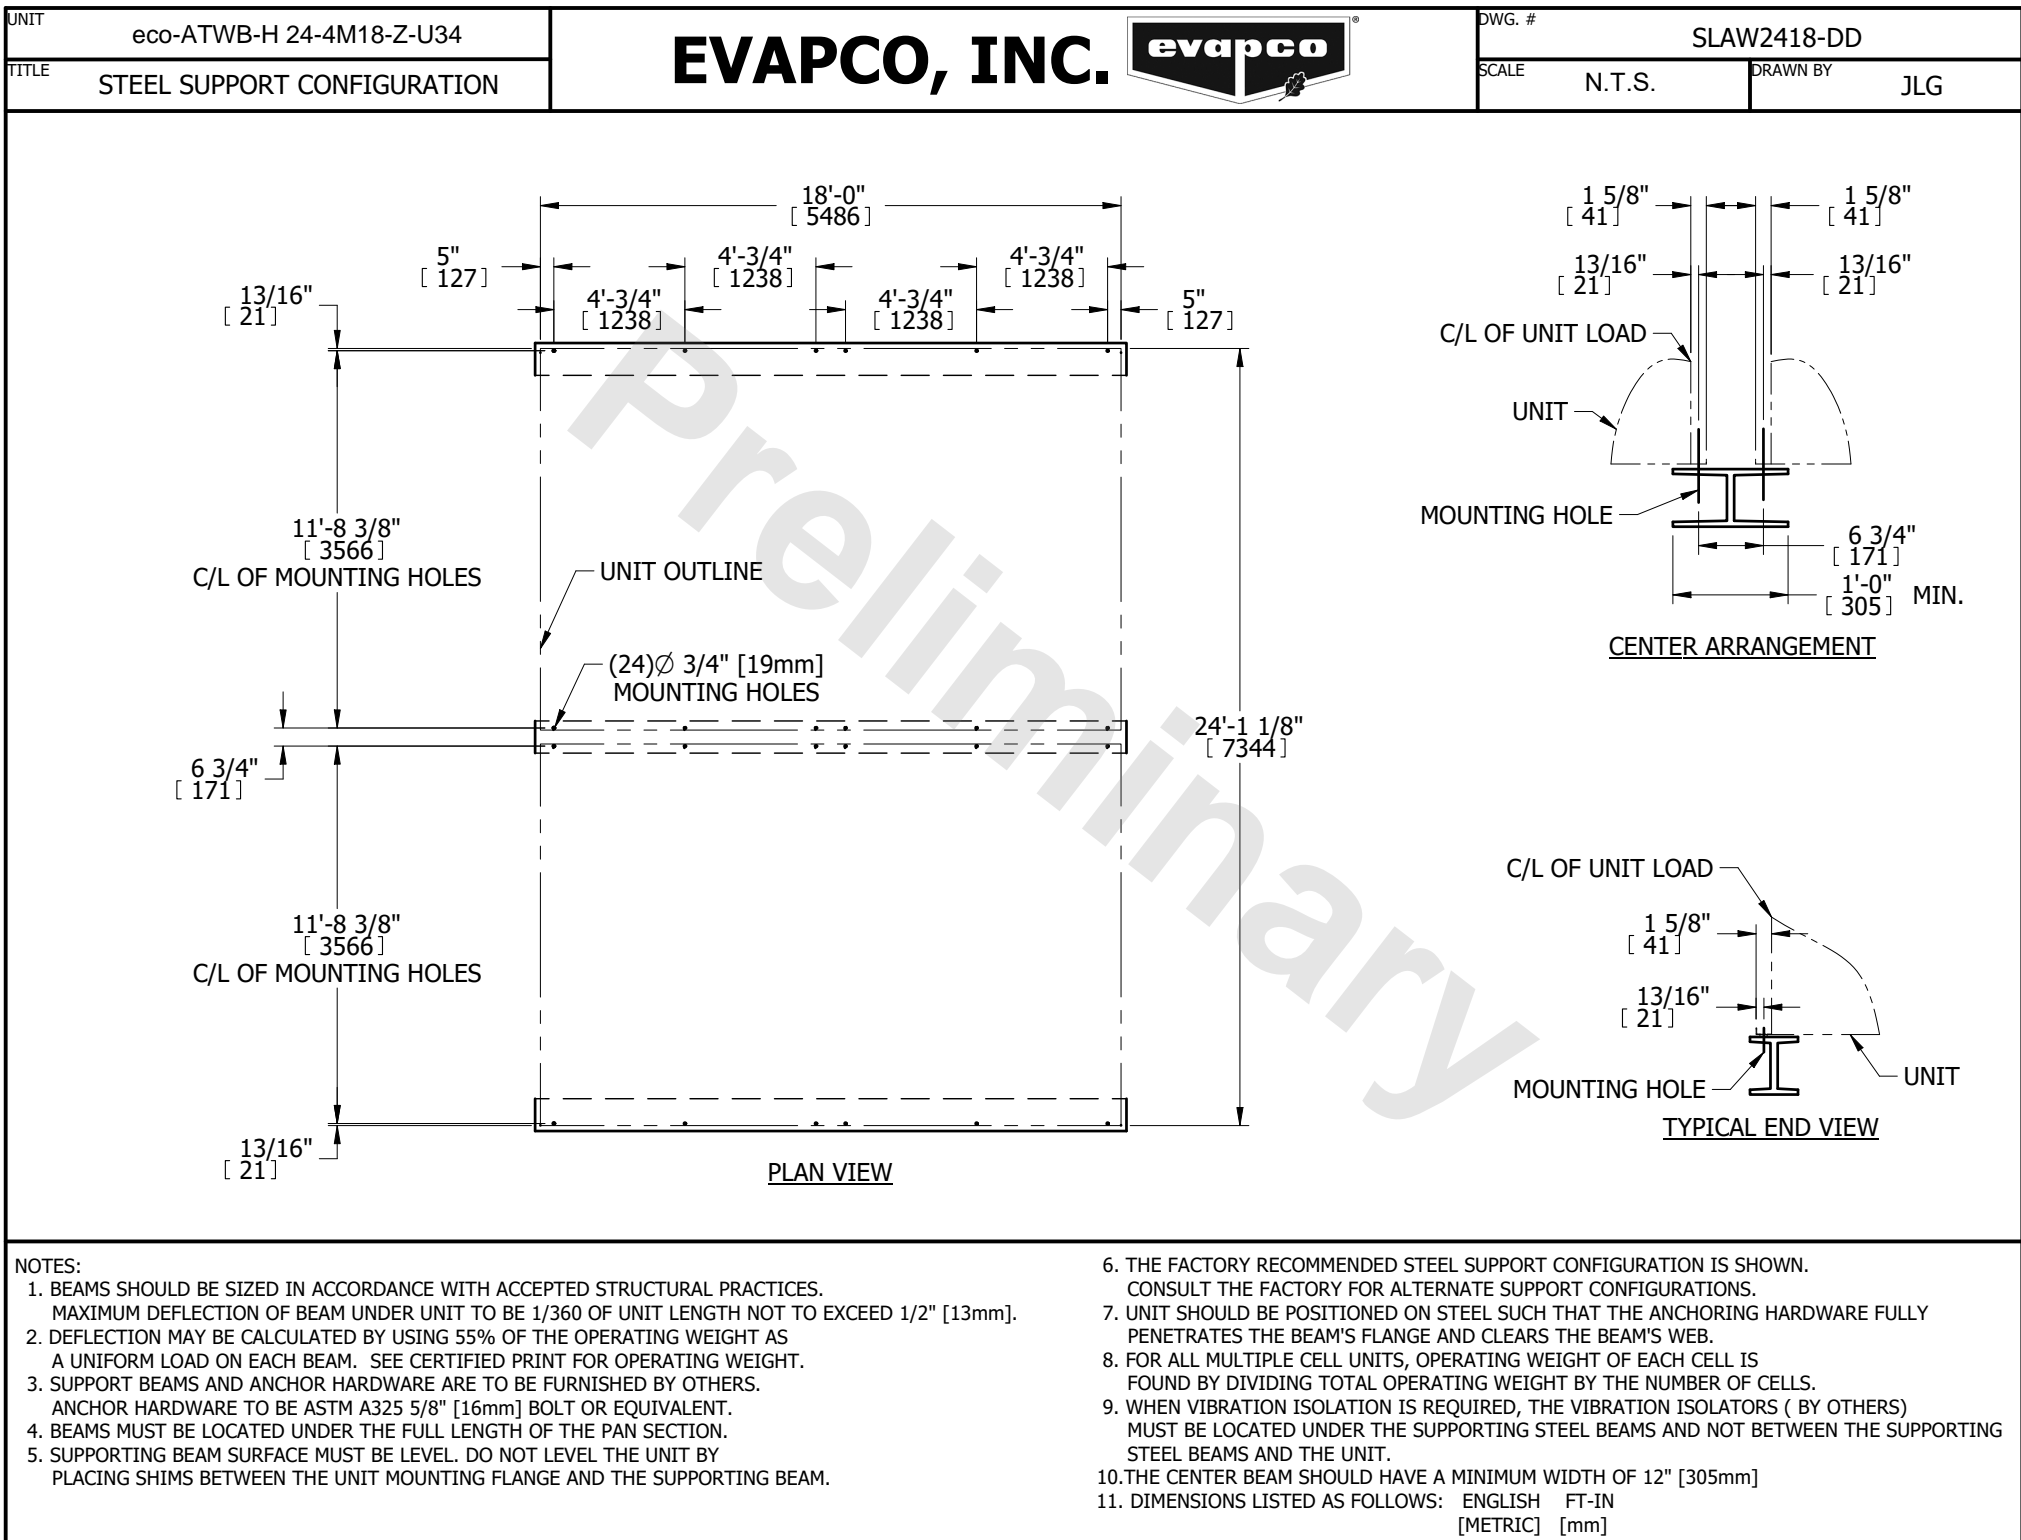 UNIT
eco-ATWB-H 24-4M18-Z-U34
TITLE
STEEL SUPPORT CONFIGURATION
EVAPCO, INC.
evapco
®
DWG. #
SLAW2418-DD
SCALE
N.T.S.
DRAWN BY
JLG
18'-0"
[ 5486 ]
5"
[ 127 ]
4'-3/4"
[ 1238 ]
4'-3/4"
[ 1238 ]
13/16"
[ 21 ]
4'-3/4"
[ 1238 ]
4'-3/4"
[ 1238 ]
5"
[ 127 ]
11'-8 3/8"
[ 3566 ]
C/L OF MOUNTING HOLES
UNIT OUTLINE
(24)∅ 3/4" [19mm]
MOUNTING HOLES
6 3/4"
[ 171 ]
24'-1 1/8"
[ 7344 ]
11'-8 3/8"
[ 3566 ]
C/L OF MOUNTING HOLES
13/16"
[ 21 ]
PLAN VIEW
Preliminary
1 5/8"
[ 41 ]
1 5/8"
[ 41 ]
13/16"
[ 21 ]
13/16"
[ 21 ]
C/L OF UNIT LOAD
UNIT
MOUNTING HOLE
6 3/4"
[ 171 ]
1'-0"
[ 305 ]
MIN.
CENTER ARRANGEMENT
C/L OF UNIT LOAD
1 5/8"
[ 41 ]
13/16"
[ 21 ]
MOUNTING HOLE
UNIT
TYPICAL END VIEW
NOTES:
1. BEAMS SHOULD BE SIZED IN ACCORDANCE WITH ACCEPTED STRUCTURAL PRACTICES.
MAXIMUM DEFLECTION OF BEAM UNDER UNIT TO BE 1/360 OF UNIT LENGTH NOT TO EXCEED 1/2" [13mm].
2. DEFLECTION MAY BE CALCULATED BY USING 55% OF THE OPERATING WEIGHT AS
A UNIFORM LOAD ON EACH BEAM. SEE CERTIFIED PRINT FOR OPERATING WEIGHT.
3. SUPPORT BEAMS AND ANCHOR HARDWARE ARE TO BE FURNISHED BY OTHERS.
ANCHOR HARDWARE TO BE ASTM A325 5/8" [16mm] BOLT OR EQUIVALENT.
4. BEAMS MUST BE LOCATED UNDER THE FULL LENGTH OF THE PAN SECTION.
5. SUPPORTING BEAM SURFACE MUST BE LEVEL. DO NOT LEVEL THE UNIT BY
PLACING SHIMS BETWEEN THE UNIT MOUNTING FLANGE AND THE SUPPORTING BEAM.
6. THE FACTORY RECOMMENDED STEEL SUPPORT CONFIGURATION IS SHOWN.
CONSULT THE FACTORY FOR ALTERNATE SUPPORT CONFIGURATIONS.
7. UNIT SHOULD BE POSITIONED ON STEEL SUCH THAT THE ANCHORING HARDWARE FULLY
PENETRATES THE BEAM'S FLANGE AND CLEARS THE BEAM'S WEB.
8. FOR ALL MULTIPLE CELL UNITS, OPERATING WEIGHT OF EACH CELL IS
FOUND BY DIVIDING TOTAL OPERATING WEIGHT BY THE NUMBER OF CELLS.
9. WHEN VIBRATION ISOLATION IS REQUIRED, THE VIBRATION ISOLATORS ( BY OTHERS)
MUST BE LOCATED UNDER THE SUPPORTING STEEL BEAMS AND NOT BETWEEN THE SUPPORTING
STEEL BEAMS AND THE UNIT.
10.THE CENTER BEAM SHOULD HAVE A MINIMUM WIDTH OF 12" [305mm]
11. DIMENSIONS LISTED AS FOLLOWS: ENGLISH FT-IN
[METRIC] [mm]